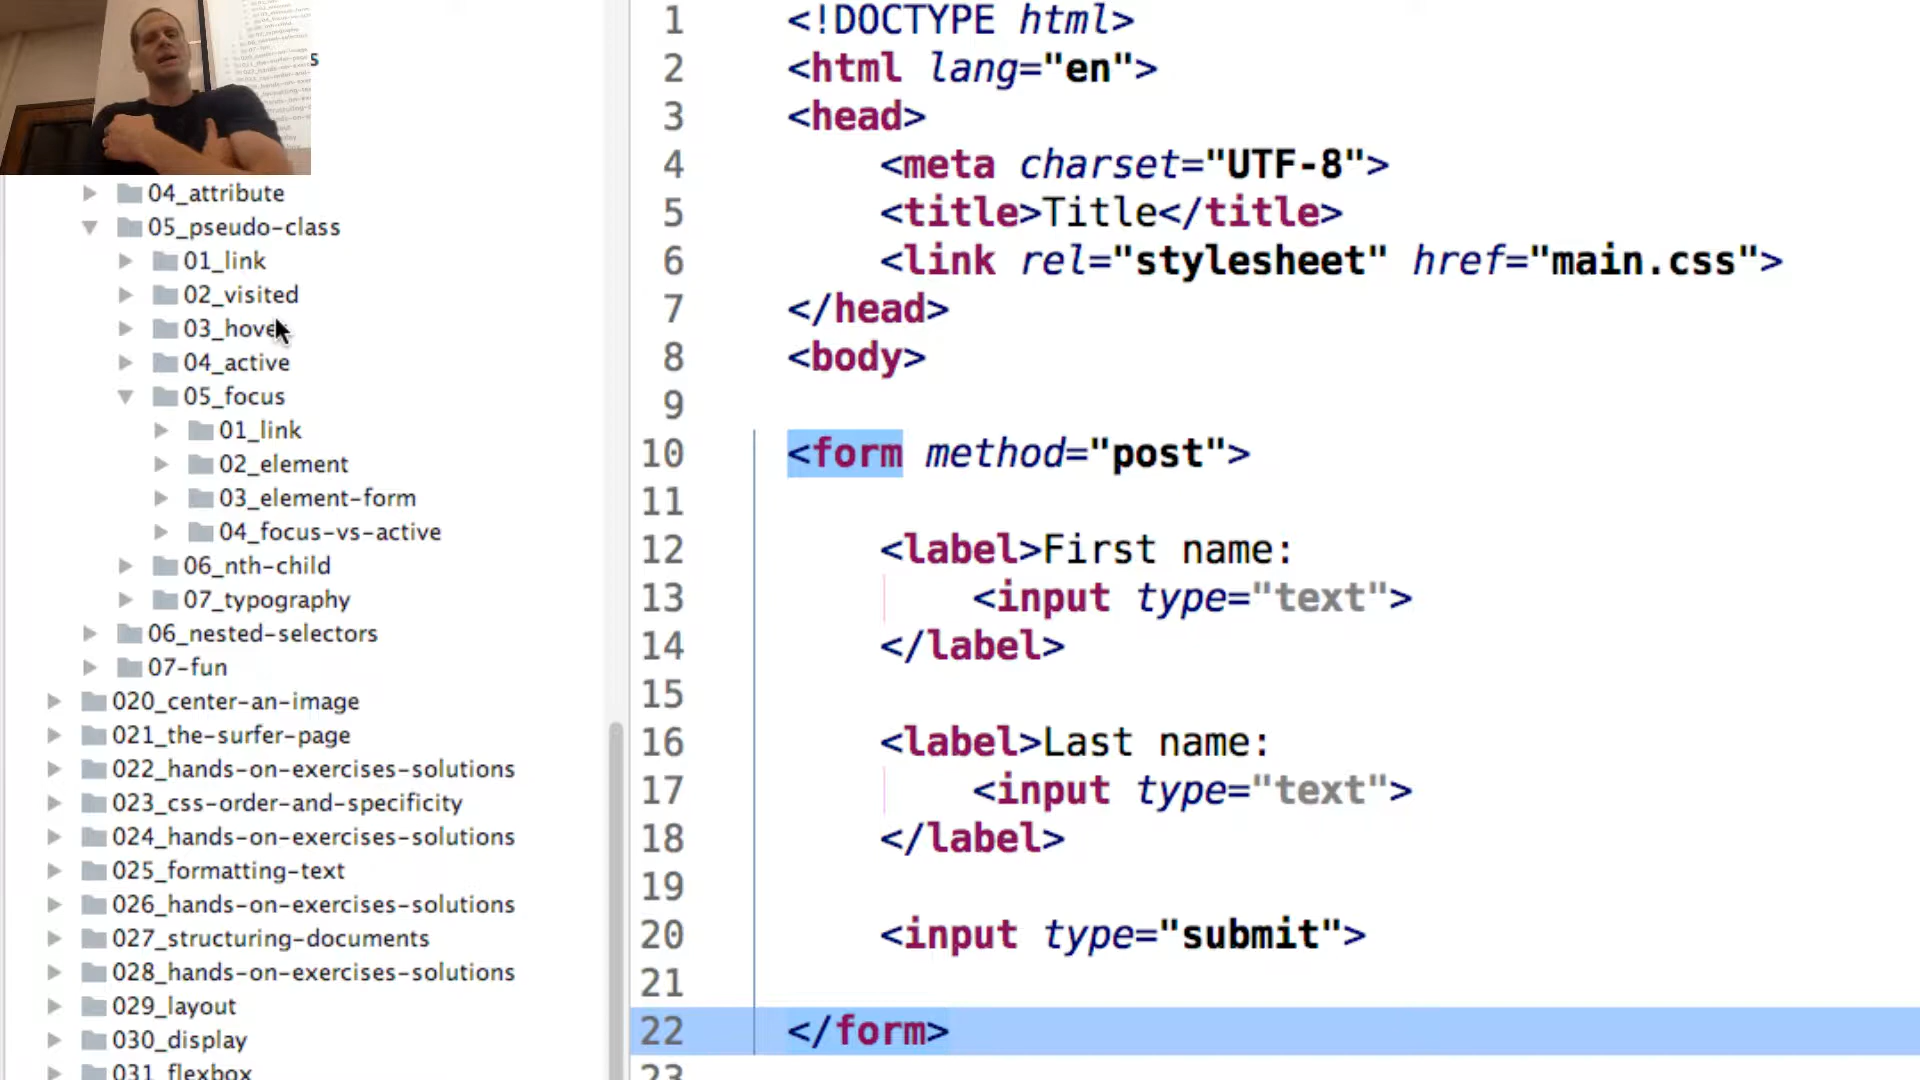 04_attribute
05_pseudo-class
01_link
02_visited
03_hove
04_active
05_focus
01_link
02_element
03_element-form
04_focus-vs-active
06_nth-child
07_typography
06_nested-selectors
07-fun
020_center-an-image
021_the-surfer-page
022_hands-on-exercises-solutions
023_css-order-and-specificity
024_hands-on-exercises-solutions
025_formatting-text
026_hands-on-exercises-solutions
027_structuring-documents
028_hands-on-exercises-solutions
029_layout
030_display
031_flexbox
1 <!DOCTYPE html>
2 <html lang="en">
3 <head>
4 <meta charset="UTF-8">
5 <title>Title</title>
6 <link rel="stylesheet" href="main.css">
7 </head>
8 <body>
9
10 <form method="post">
11
12 <label>First name:
13 <input type="text">
14 </label>
15
16 <label>Last name:
17 <input type="text">
18 </label>
19
20 <input type="submit">
21
22 </form>
23